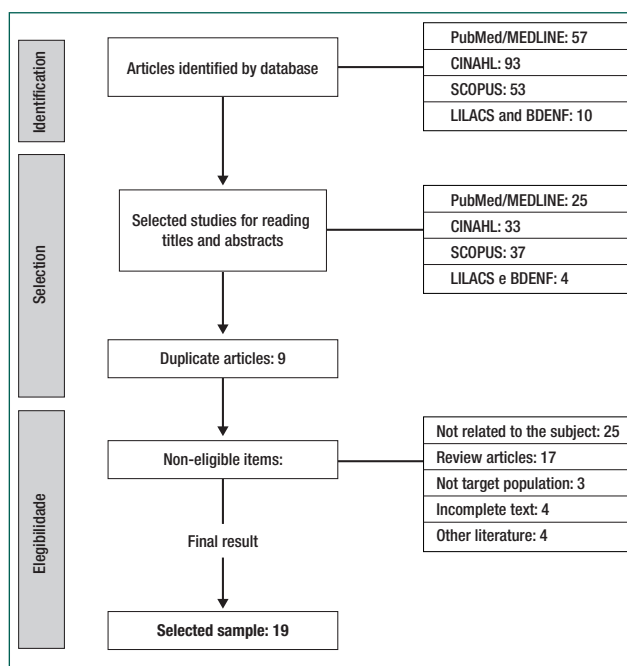 Identification
Articles identified by database
PubMed/MEDLINE: 57
CINAHL: 93
SCOPUS: 53
LILACS and BDENF: 10
Selection
Selected studies for reading
titles and abstracts
PubMed/MEDLINE: 25
CINAHL: 33
SCOPUS: 37
LILACS e BDENF: 4
Duplicate articles: 9
Elegibilidade
Non-eligible items:
Not related to the subject: 25
Review articles: 17
Not target population: 3
Incomplete text: 4
Other literature: 4
Final result
Selected sample: 19